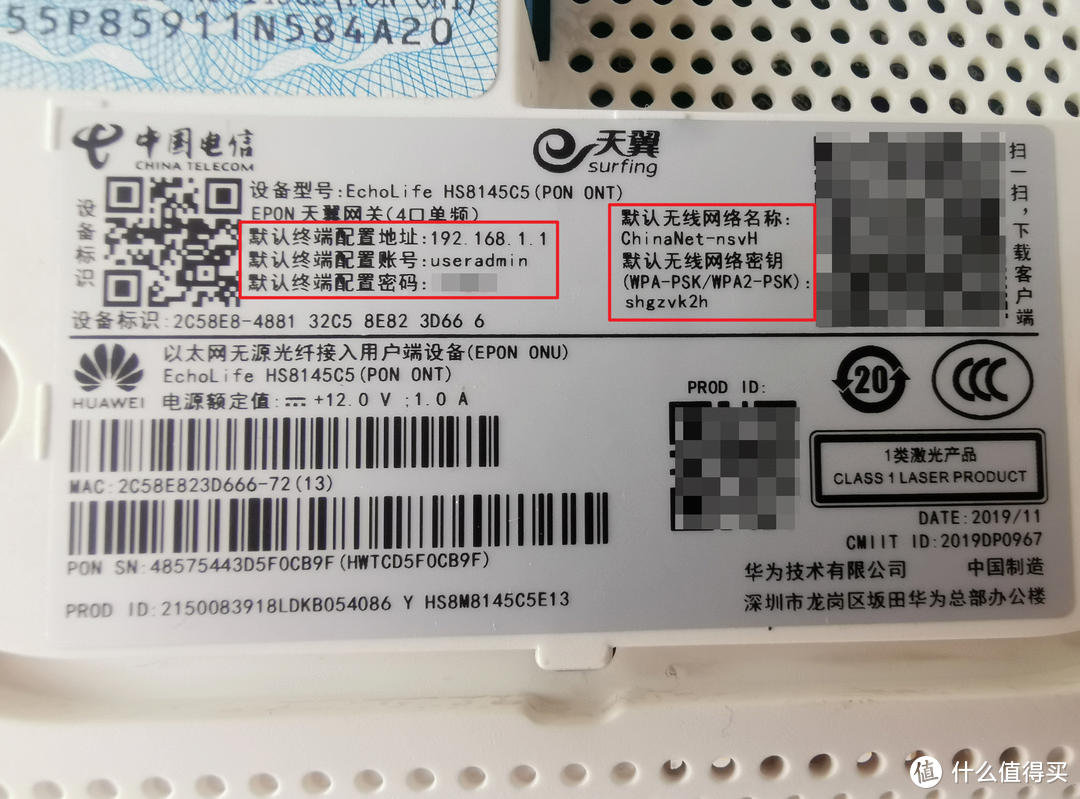 55P85911N584A20
中国电信
CHINA TELECOM
天翼
surfing
扫一扫，下载客户端
设备标识
设备型号:EchoLife HS8145C5(PON ONT)
EPON 天翼网关(4口单频)
默认终端配置地址:192.168.1.1
默认终端配置账号:useradmin
默认终端配置密码:
默认无线网络名称:
ChinaNet-nsvH
默认无线网络密钥
(WPA-PSK/WPA2-PSK):
shgzvk2h
设备标识:2C58E8-4881 32C5 8E82 3D66 6
HUAWEI
以太网无源光纤接入用户端设备(EPON ONU)
EchoLife HS8145C5(PON ONT)
电源额定值: ⎓ +12.0 V ;1.0 A
PROD ID:
20
CCC
1类激光产品
CLASS 1 LASER PRODUCT
MAC:2C58E823D666-72(13)
DATE:2019/11
CMIIT ID:2019DP0967
PON SN:48575443D5F0CB9F(HWTCD5F0CB9F)
华为技术有限公司 中国制造
PROD ID:2150083918LDKB054086 Y HS8M8145C5E13
深圳市龙岗区坂田华为总部办公楼
值 什么值得买